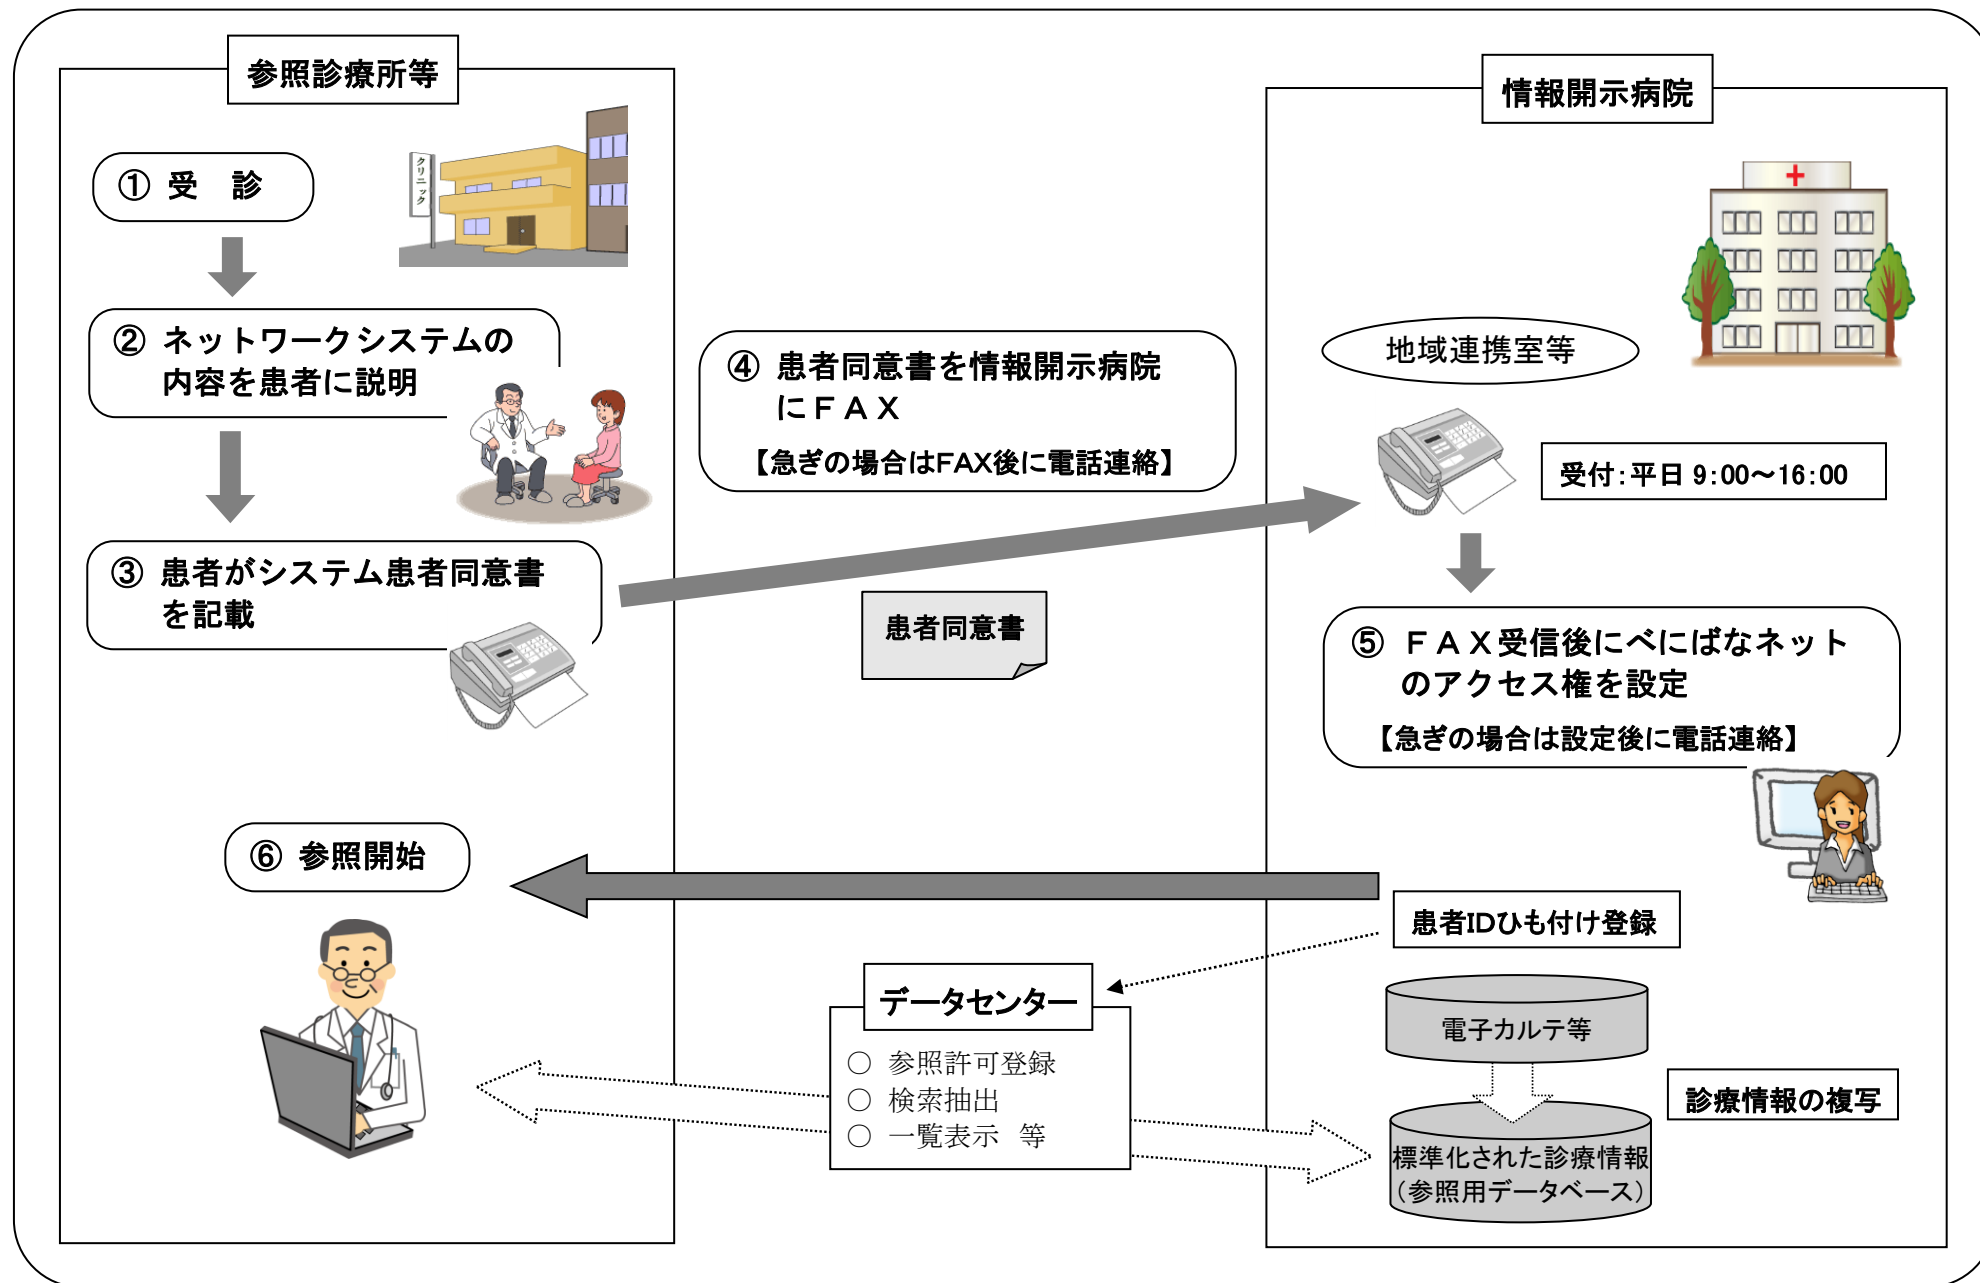 参照診療所等
① 受　診
クリニック
② ネットワークシステムの
内容を患者に説明
③ 患者がシステム患者同意書
を記載
④ 患者同意書を情報開示病院
にＦＡＸ
【急ぎの場合はFAX後に電話連絡】
患者同意書
情報開示病院
地域連携室等
受付：平日 9：00～16：00
⑤ ＦＡＸ受信後にべにばなネット
のアクセス権を設定
【急ぎの場合は設定後に電話連絡】
⑥ 参照開始
患者IDひも付け登録
データセンター
○ 参照許可登録
○ 検索抽出
○ 一覧表示　等
電子カルテ等
診療情報の複写
標準化された診療情報
（参照用データベース）